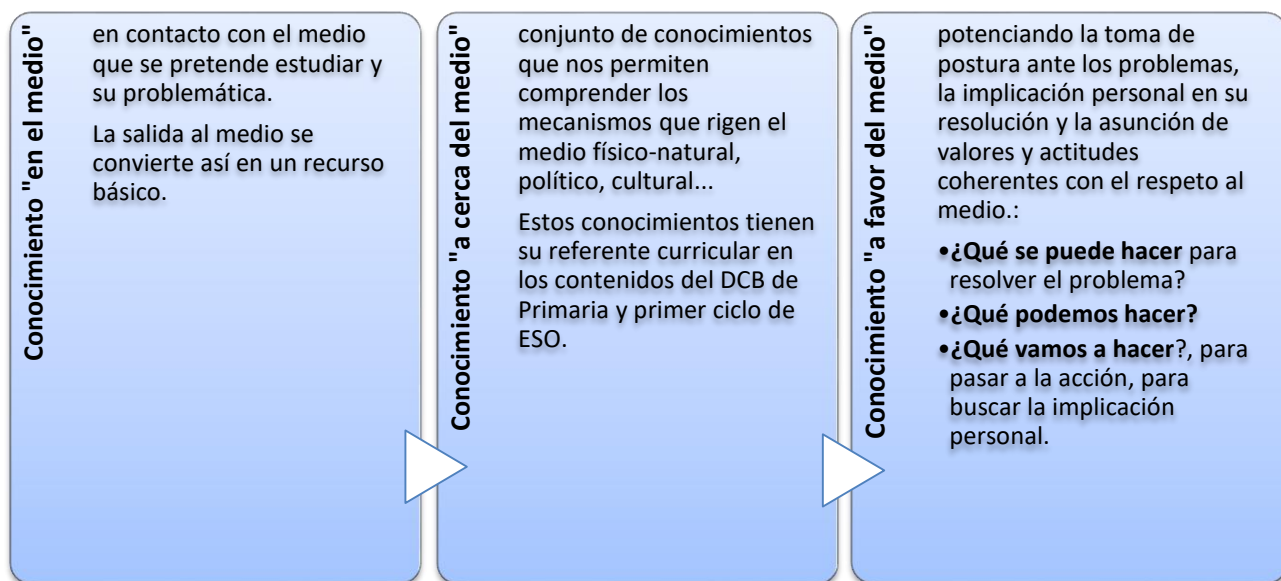 Conocimiento "en el medio"
en contacto con el medio
que se pretende estudiar y
su problemática.
La salida al medio se
convierte así en un recurso
básico.
Conocimiento "a cerca del medio"
conjunto de conocimientos
que nos permiten
comprender los
mecanismos que rigen el
medio físico-natural,
político, cultural...
Estos conocimientos tienen
su referente curricular en
los contenidos del DCB de
Primaria y primer ciclo de
ESO.
Conocimiento "a favor del medio"
potenciando la toma de
postura ante los problemas,
la implicación personal en su
resolución y la asunción de
valores y actitudes
coherentes con el respeto al
medio.:
•¿Qué se puede hacer para
resolver el problema?
•¿Qué podemos hacer?
•¿Qué vamos a hacer?, para
pasar a la acción, para
buscar la implicación
personal.